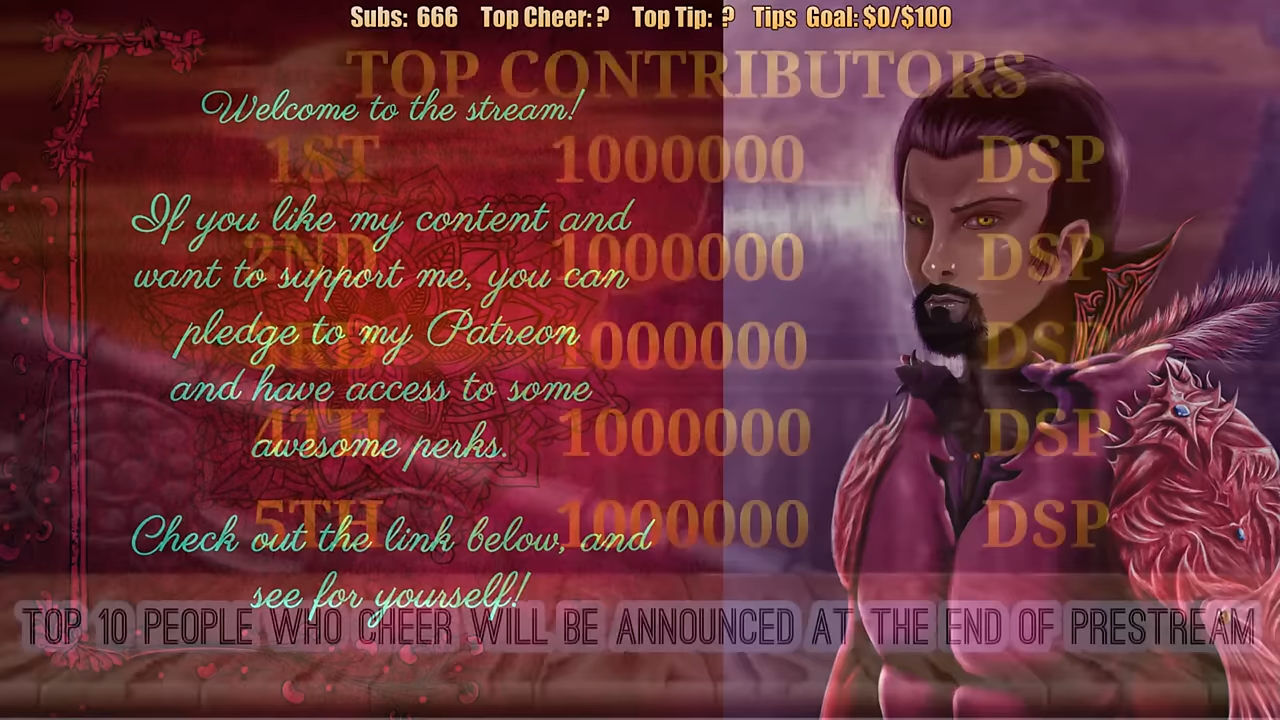 Subs: 666 Top Cheer: ? Top Tip: ? Tips Goal: $0/$100
TOP CONTRIBUTORS
Welcome to the stream!
1ST 1000000 DSP
If you like my content and
2ND 1000000 DSP
want to support me, you can
pledge to my Patreon
1000000 DSP
and have access to some
4TH 1000000 DSP
awesome perks.
5TH 1000000 DSP
Check out the link below, and
see for yourself!
TOP 10 PEOPLE WHO CHEER WILL BE ANNOUNCED AT THE END OF PRESTREAM